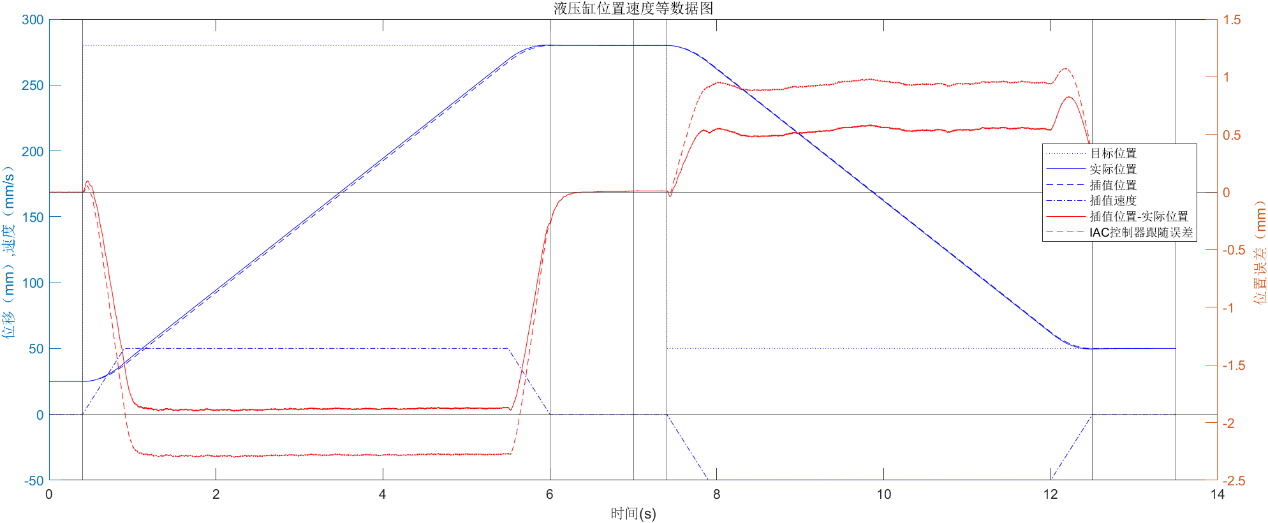 液压缸位置速度等数据图
300
250
200
150
100
50
0
-50
位移（mm）,速度（mm/s）
1.5
1
0.5
0
-0.5
-1
-1.5
-2
-2.5
位置误差（mm）
目标位置
实际位置
插值位置
插值速度
插值位置-实际位置
IAC控制器跟随误差
0 2 4 6 8 10 12 14
时间(s)